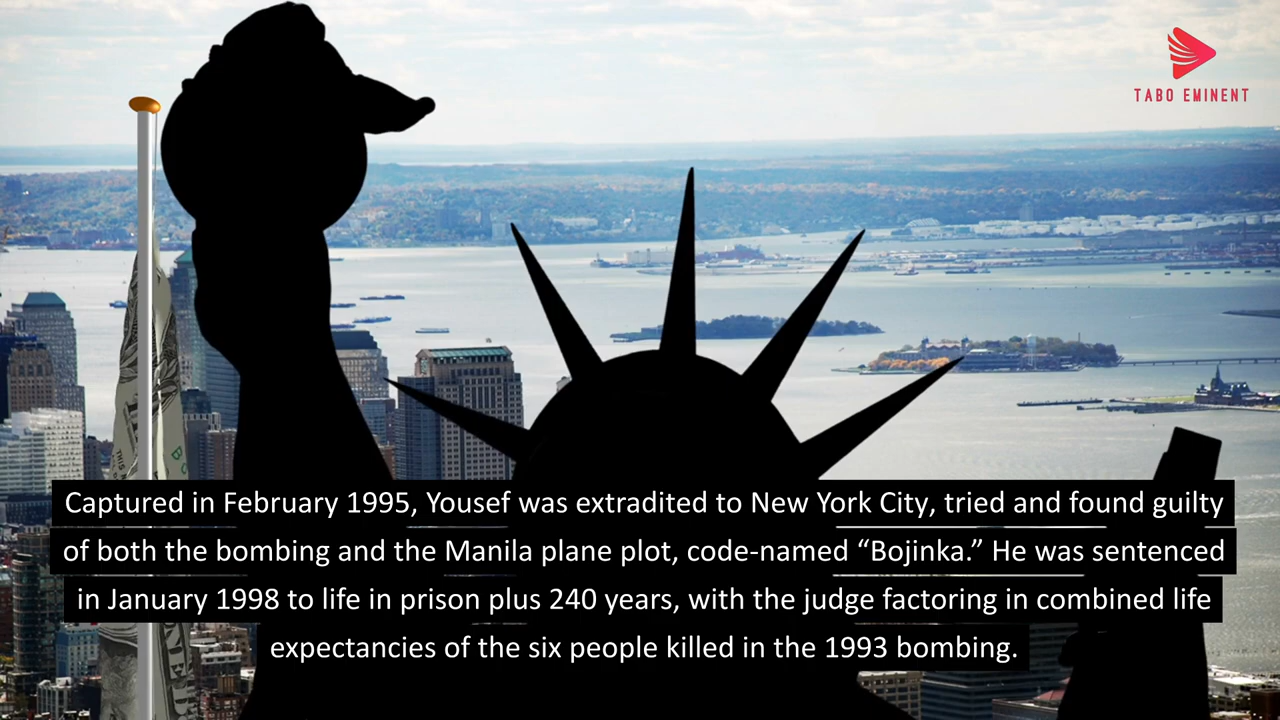 TABO EMINENT
Captured in February 1995, Yousef was extradited to New York City, tried and found guilty
of both the bombing and the Manila plane plot, code-named “Bojinka.” He was sentenced
in January 1998 to life in prison plus 240 years, with the judge factoring in combined life
expectancies of the six people killed in the 1993 bombing.